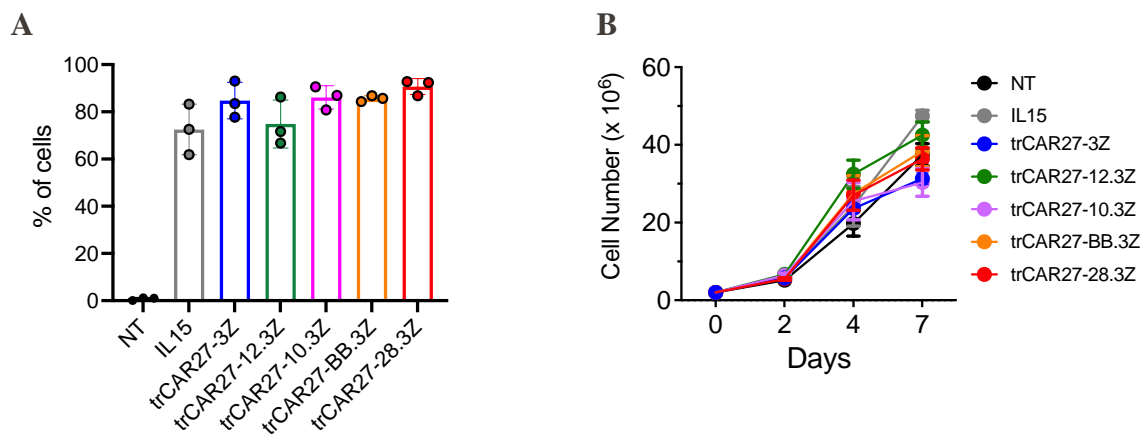 A
% of cells
100
80
60
40
20
0
NT
IL15
trCAR27-3Z
trCAR27-12.3Z
trCAR27-10.3Z
trCAR27-BB.3Z
trCAR27-28.3Z
B
Cell Number (x 10⁶)
60
40
20
0
0 2 4 7
Days
NT
IL15
trCAR27-3Z
trCAR27-12.3Z
trCAR27-10.3Z
trCAR27-BB.3Z
trCAR27-28.3Z